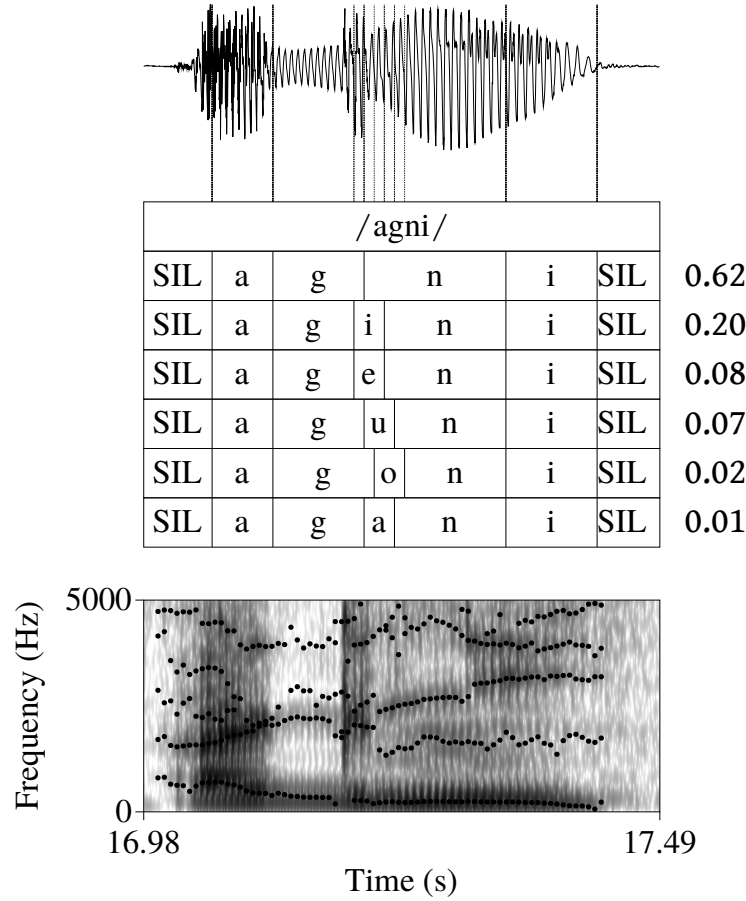 /agni/
SIL a g n i SIL 0.62
SIL a g i n i SIL 0.20
SIL a g e n i SIL 0.08
SIL a g u n i SIL 0.07
SIL a g o n i SIL 0.02
SIL a g a n i SIL 0.01
5000
Frequency (Hz)
0
16.98 17.49
Time (s)